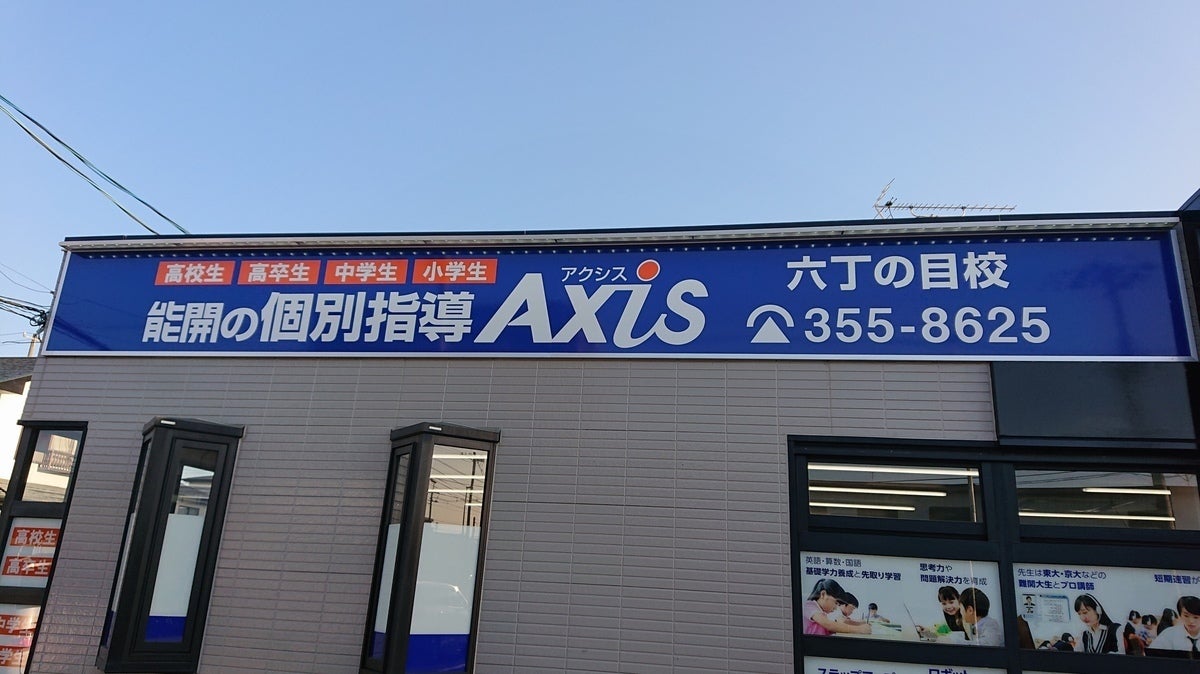 高校生 高卒生 中学生 小学生
能開の個別指導
アクシス
Axis
六丁の目校
355-8625
高校生
高卒生
英語・算数・国語
基礎学力養成と先取り学習
思考力や
問題解決力を育成
先生は東大・京大などの
難関大生とプロ講師
短期速習が